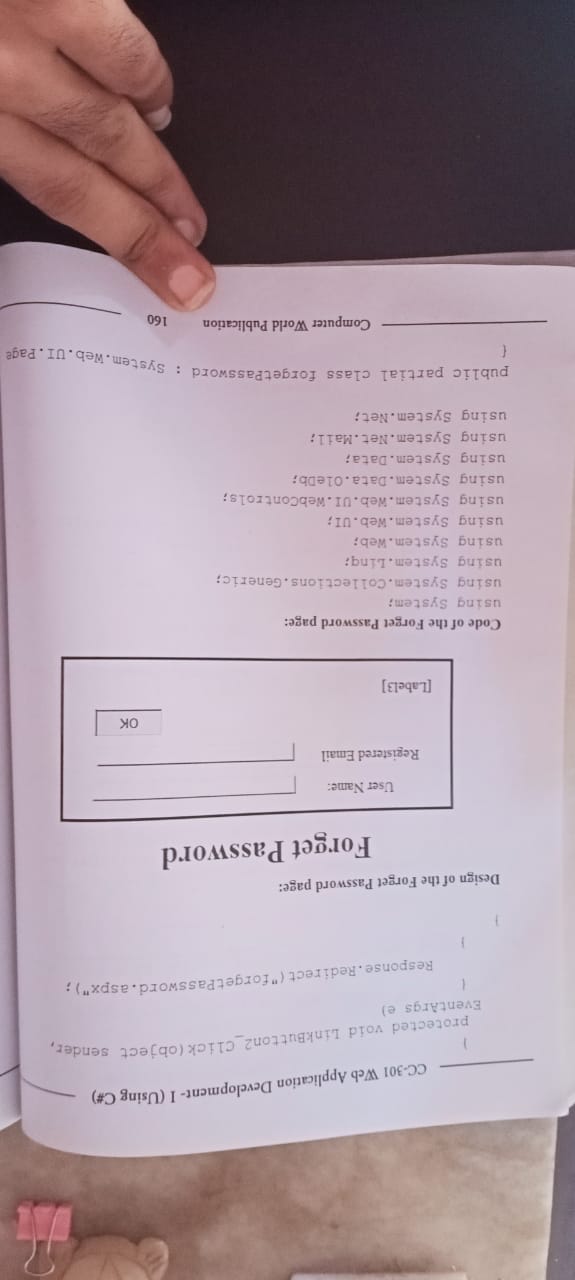 CC-301 Web Application Development- I (Using C#)
}
protected void LinkButton2_Click(object sender,
EventArgs e)
{
Response.Redirect("forgetPassword.aspx");
}
}
Design of the Forget Password page:
Forget Password
User Name:
Registered Email
OK
[Label3]
Code of the Forget Password page:
using System;
using System.Collections.Generic;
using System.Linq;
using System.Web;
using System.Web.UI;
using System.Web.UI.WebControls;
using System.Data.OleDb;
using System.Data;
using System.Net.Mail;
using System.Net;
public partial class forgetPassword : System.Web.UI.Page
{
Computer World Publication 160